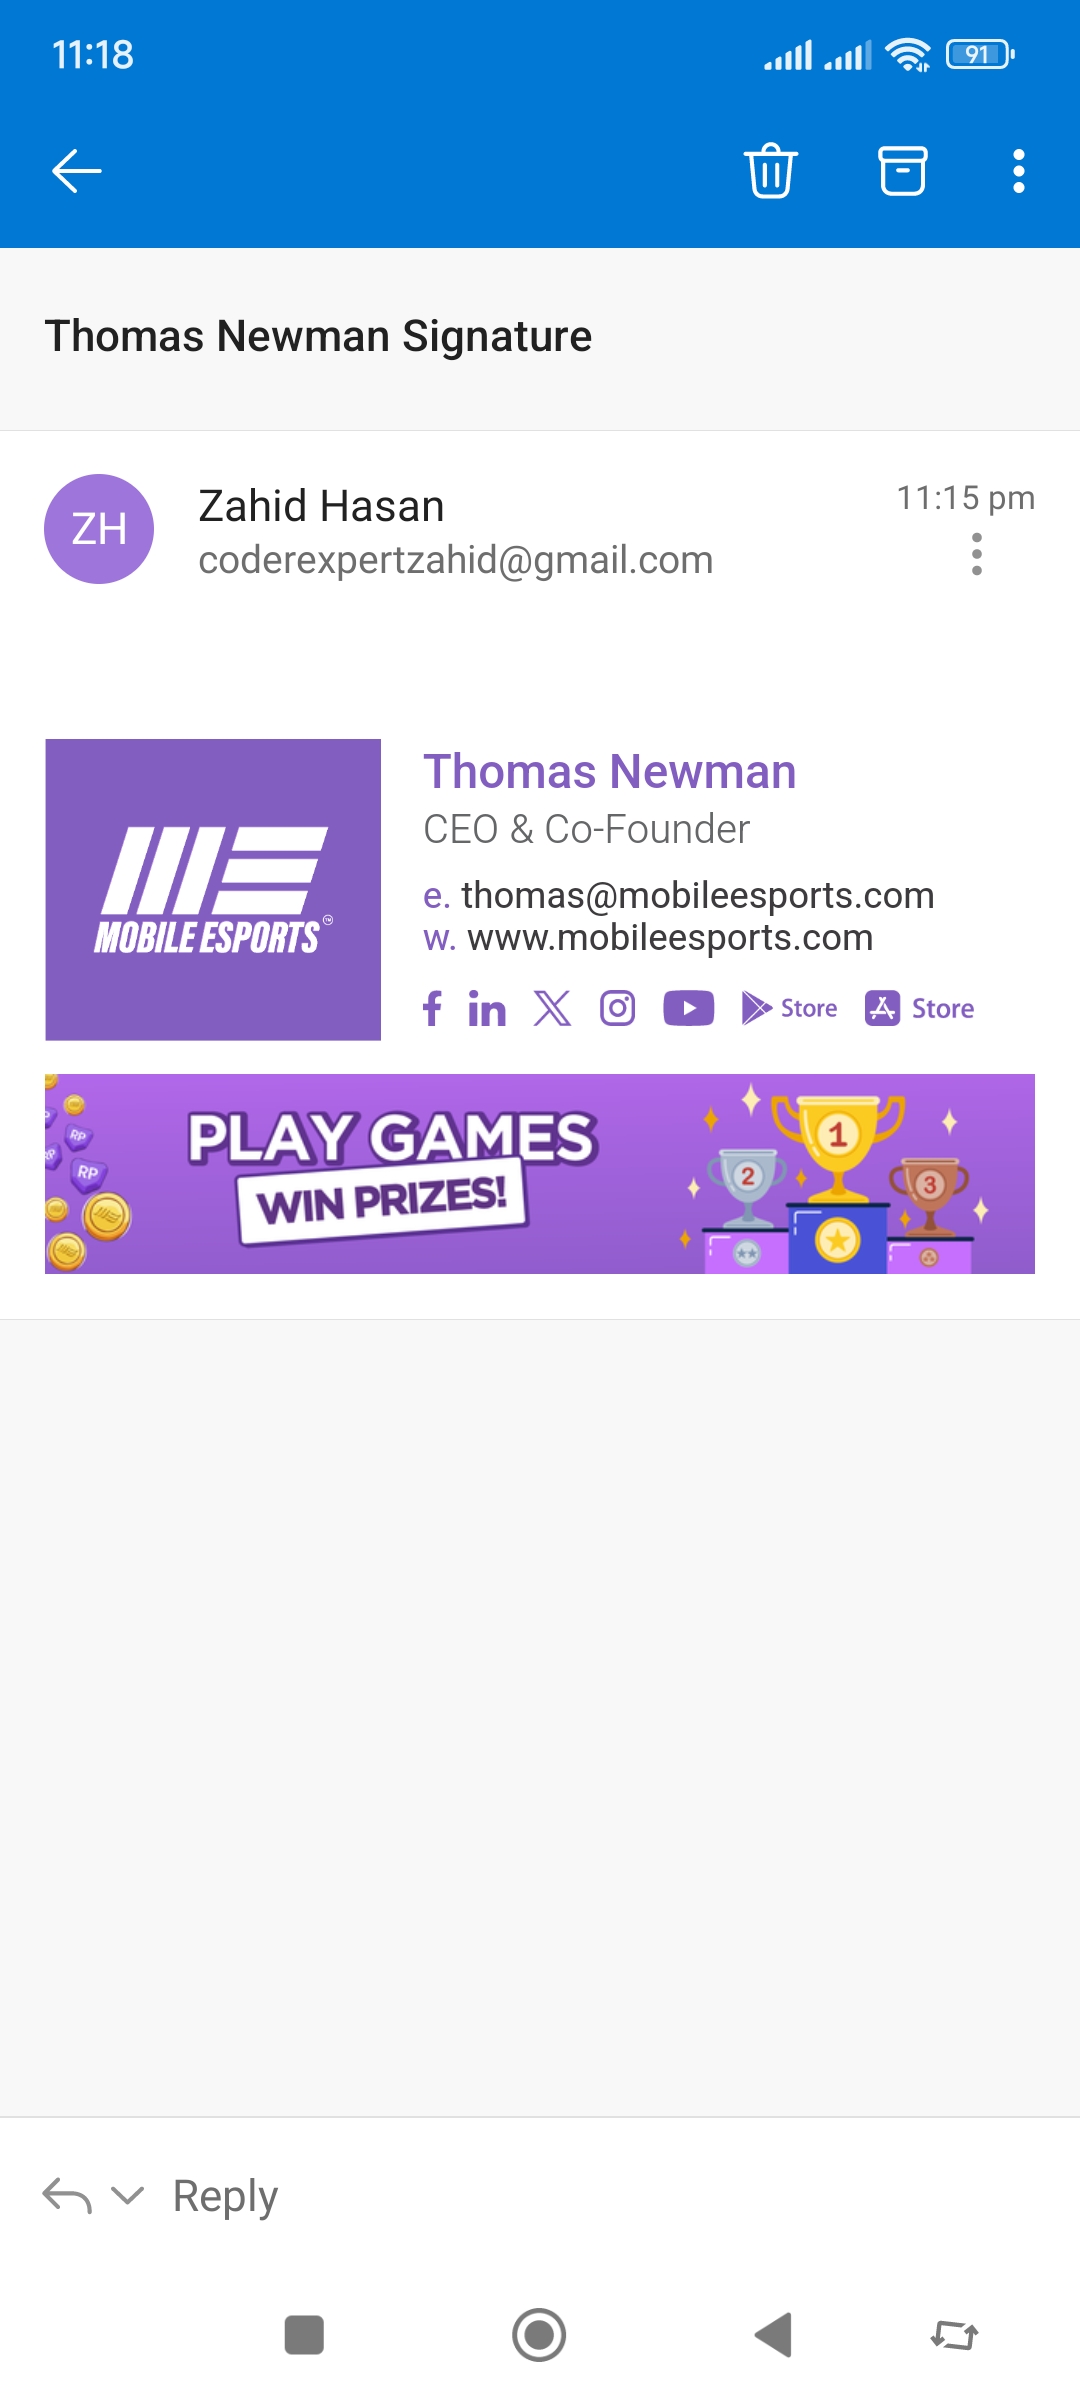 11:18
91
Thomas Newman Signature
ZH
Zahid Hasan
11:15 pm
coderexpertzahid@gmail.com
MOBILE ESPORTS™
Thomas Newman
CEO & Co-Founder
e. thomas@mobileesports.com
w. www.mobileesports.com
Store
Store
PLAY GAMES
WIN PRIZES!
RP
RP
RP
1
2
3
Reply